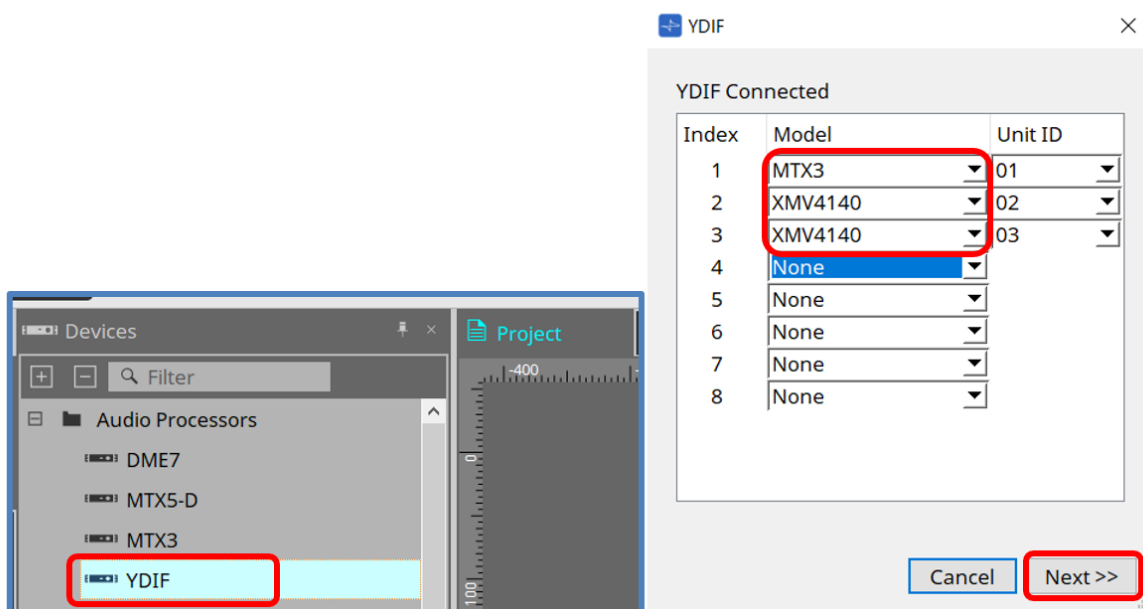 Devices
Filter
Audio Processors
DME7
MTX5-D
MTX3
YDIF
Project
-400
0
100
YDIF
YDIF Connected
Index Model Unit ID
1 MTX3 01
2 XMV4140 02
3 XMV4140 03
4 None
5 None
6 None
7 None
8 None
Cancel Next >>